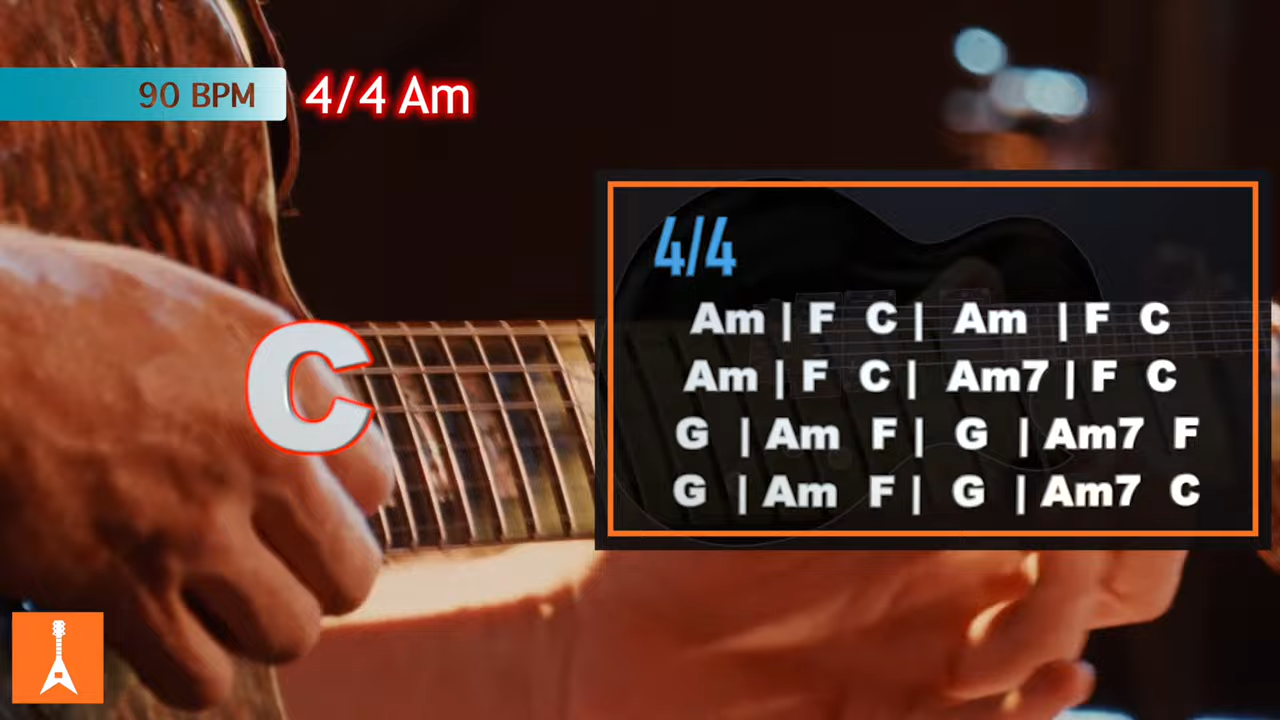 90 BPM
4/4 Am
4/4
Am | F C | Am | F C
Am | F C | Am7 | F C
C
G | Am F | G | Am7 F
G | Am F | G | Am7 C